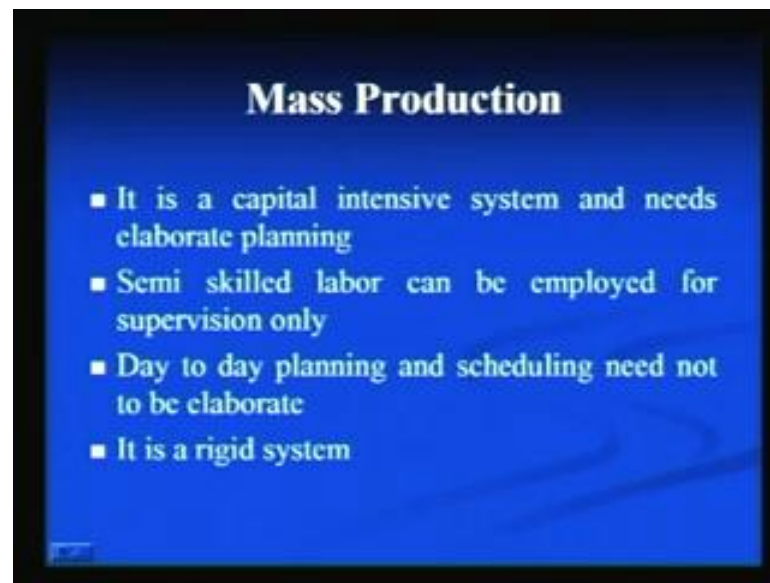 Mass Production
It is a capital intensive system and needs
elaborate planning
Semi skilled labor can be employed for
supervision only
Day to day planning and scheduling need not
to be elaborate
It is a rigid system